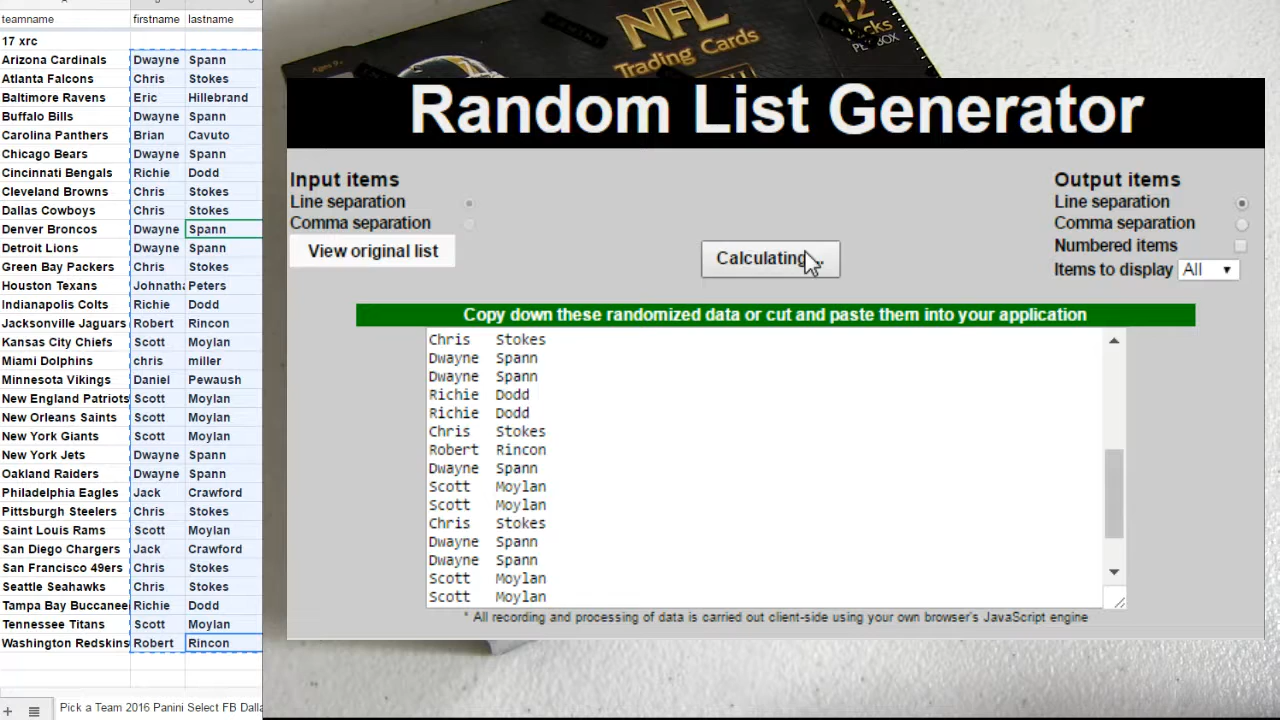 teamname firstname lastname
17 xrc
Arizona Cardinals Dwayne Spann
Atlanta Falcons Chris Stokes
Baltimore Ravens Eric Hillebrand
Buffalo Bills Dwayne Spann
Carolina Panthers Brian Cavuto
Chicago Bears Dwayne Spann
Cincinnati Bengals Richie Dodd
Cleveland Browns Chris Stokes
Dallas Cowboys Chris Stokes
Denver Broncos Dwayne Spann
Detroit Lions Dwayne Spann
Green Bay Packers Chris Stokes
Houston Texans Johnatha Peters
Indianapolis Colts Richie Dodd
Jacksonville Jaguars Robert Rincon
Kansas City Chiefs Scott Moylan
Miami Dolphins chris miller
Minnesota Vikings Daniel Pewaush
New England Patriots Scott Moylan
New Orleans Saints Scott Moylan
New York Giants Scott Moylan
New York Jets Dwayne Spann
Oakland Raiders Dwayne Spann
Philadelphia Eagles Jack Crawford
Pittsburgh Steelers Chris Stokes
Saint Louis Rams Scott Moylan
San Diego Chargers Jack Crawford
San Francisco 49ers Chris Stokes
Seattle Seahawks Chris Stokes
Tampa Bay Buccanee Richie Dodd
Tennessee Titans Scott Moylan
Washington Redskins Robert Rincon
Pick a Team 2016 Panini Select FB Dalla
NFL
Trading Cards
Ages 9+
12
PER BOX
Random List Generator
Input items
Line separation
Comma separation
View original list
Calculating...
Output items
Line separation
Comma separation
Numbered items
Items to display All
Copy down these randomized data or cut and paste them into your application
Chris Stokes
Dwayne Spann
Dwayne Spann
Richie Dodd
Richie Dodd
Chris Stokes
Robert Rincon
Dwayne Spann
Scott Moylan
Scott Moylan
Chris Stokes
Dwayne Spann
Dwayne Spann
Scott Moylan
Scott Moylan
* All recording and processing of data is carried out client-side using your own browser's JavaScript engine